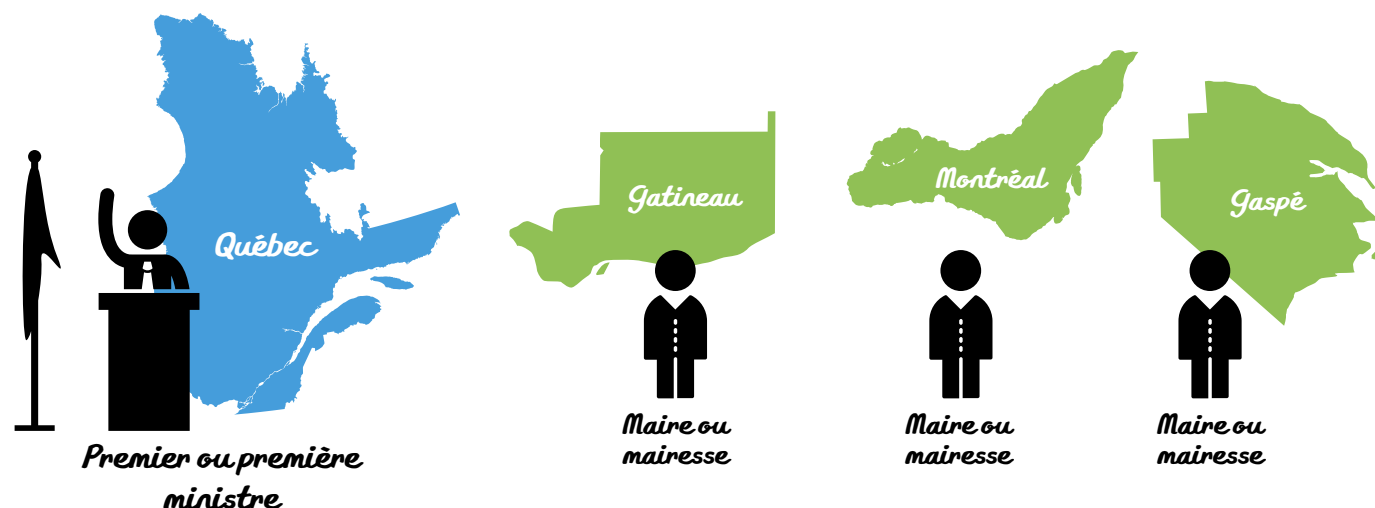 Québec
Premier ou première
ministre
Gatineau
Maire ou
mairesse
Montréal
Maire ou
mairesse
Gaspé
Maire ou
mairesse